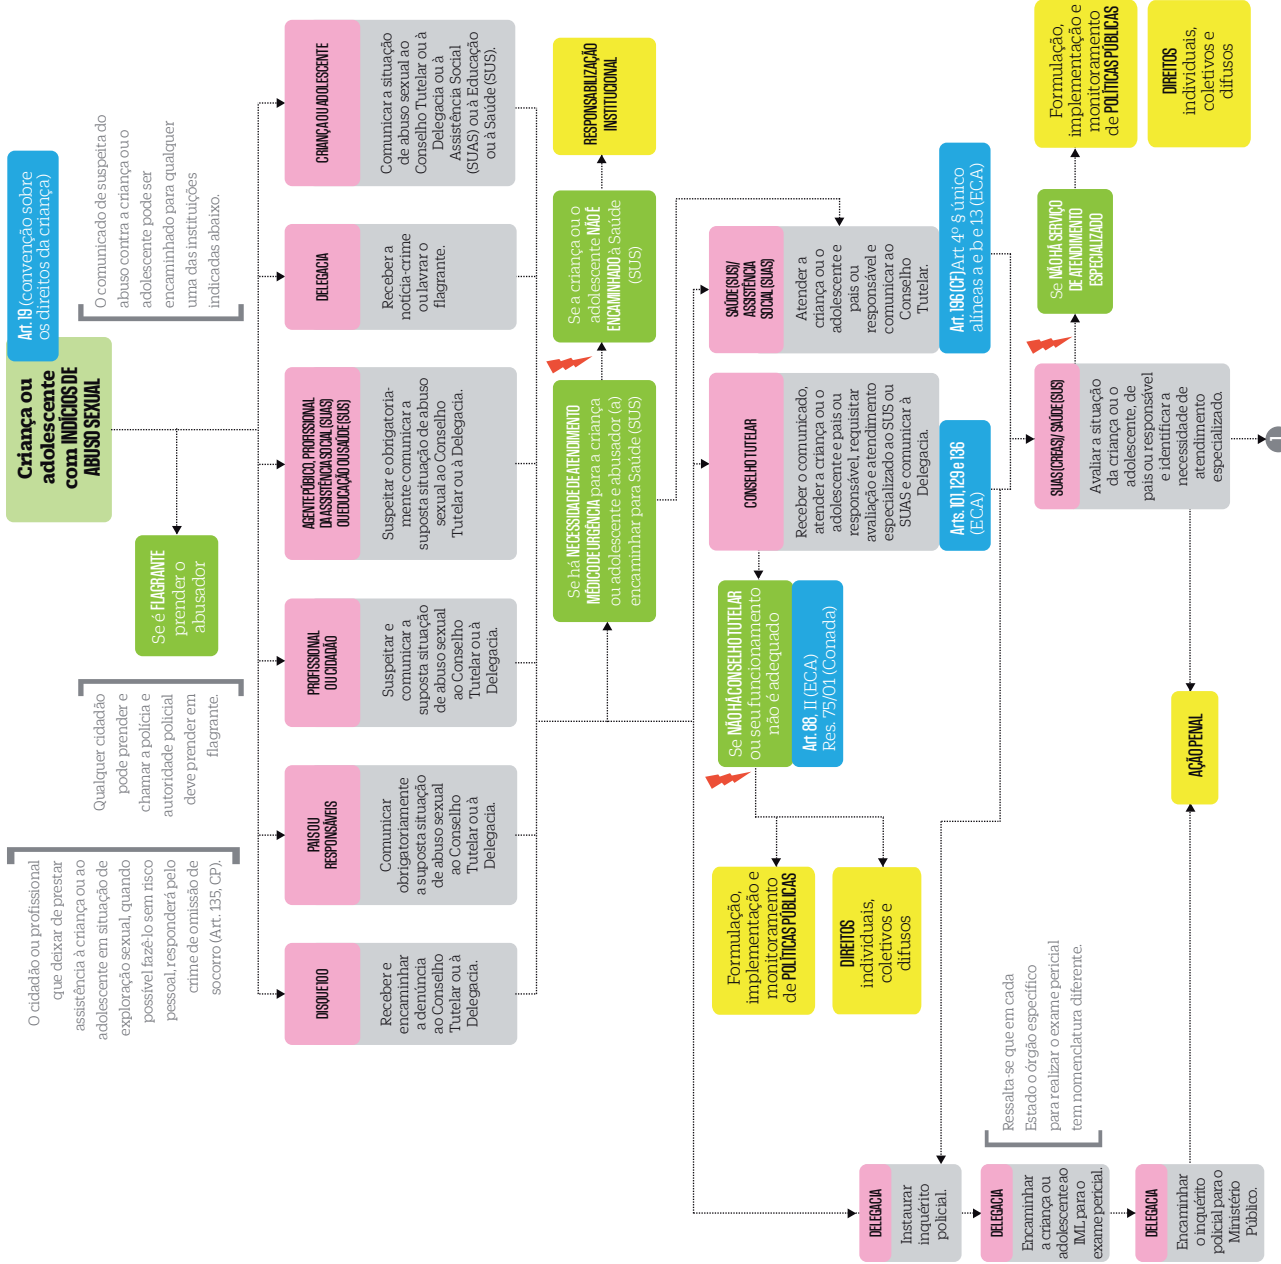 Criança ou
adolescente
com INDÍCIOS DE
ABUSO SEXUAL
Art. 19 (convenção sobre
os direitos da criança)
O comunicado de suspeita do
abuso contra a criança ou o
adolescente pode ser
encaminhado para qualquer
uma das instituições
indicadas abaixo.
Se é FLAGRANTE
prender o
abusador
Qualquer cidadão
pode prender e
chamar a polícia e
autoridade policial
deve prender em
flagrante.
O cidadão ou profissional
que deixar de prestar
assistência à criança ou ao
adolescente em situação de
exploração sexual, quando
possível fazê-lo sem risco
pessoal, responderá pelo
crime de omissão de
socorro (Art. 135, CP).
DISQUE 100
Receber e
encaminhar
a denúncia
ao Conselho
Tutelar ou à
Delegacia.
PAIS OU
RESPONSÁVEIS
Comunicar
obrigatoriamente
a suposta situação
de abuso sexual
ao Conselho
Tutelar ou à
Delegacia.
PROFISSIONAL
OU CIDADÃO
Suspeitar e
comunicar a
suposta situação
de abuso sexual
ao Conselho
Tutelar ou à
Delegacia.
AGENTE PÚBLICO, PROFISSIONAL
DA ASSISTÊNCIA SOCIAL (SUAS)
OU EDUCAÇÃO OU SAÚDE (SUS)
Suspeitar e obrigatoria-
mente comunicar a
suposta situação de abuso
sexual ao Conselho
Tutelar ou à Delegacia.
DELEGACIA
Receber a
notícia-crime
ou lavrar o
flagrante.
CRIANÇA OU ADOLESCENTE
Comunicar a situação
de abuso sexual ao
Conselho Tutelar ou à
Delegacia ou à
Assistência Social
(SUAS) ou à Educação
ou à Saúde (SUS).
Se há NECESSIDADE DE ATENDIMENTO
MÉDICO DE URGÊNCIA para a criança
ou adolescente e abusador (a)
encaminhar para Saúde (SUS)
Se a criança ou o
adolescente NÃO É
ENCAMINHADO à Saúde
(SUS)
RESPONSABILIZAÇÃO
INSTITUCIONAL
CONSELHO TUTELAR
Receber o comunicado,
atender a criança ou o
adolescente e pais ou
responsável, requisitar
avaliação e atendimento
especializado ao SUS ou
SUAS e comunicar à
Delegacia.
Arts. 101, 129 e 136
(ECA)
SAÚDE (SUS)/
ASSISTÊNCIA
SOCIAL (SUAS)
Atender a
criança ou o
adolescente e
pais ou
responsável e
comunicar ao
Conselho
Tutelar.
Art. 196 (CF) Art 4º § único
alíneas a e b e 13 (ECA)
Se NÃO HÁ CONSELHO TUTELAR
ou seu funcionamento
não é adequado
Art. 88, II (ECA)
Res. 75/01 (Conada)
Formulação,
implementação e
monitoramento
de POLÍTICAS PÚBLICAS
DIREITOS
individuais,
coletivos e
difusos
DELEGACIA
Instaurar
inquérito
policial.
DELEGACIA
Encaminhar
a criança ou
adolescente ao
IML para o
exame pericial.
Ressalta-se que em cada
Estado o órgão específico
para realizar o exame pericial
tem nomenclatura diferente.
DELEGACIA
Encaminhar
o inquérito
policial para o
Ministério
Público.
AÇÃO PENAL
SUAS (CREAS)/ SAÚDE (SUS)
Avaliar a situação
da criança ou o
adolescente, de
pais ou responsável
e identificar a
necessidade de
atendimento
especializado.
Se NÃO HÁ SERVIÇO
DE ATENDIMENTO
ESPECIALIZADO
Formulação,
implementação e
monitoramento
de POLÍTICAS PÚBLICAS
DIREITOS
individuais,
coletivos e
difusos
1